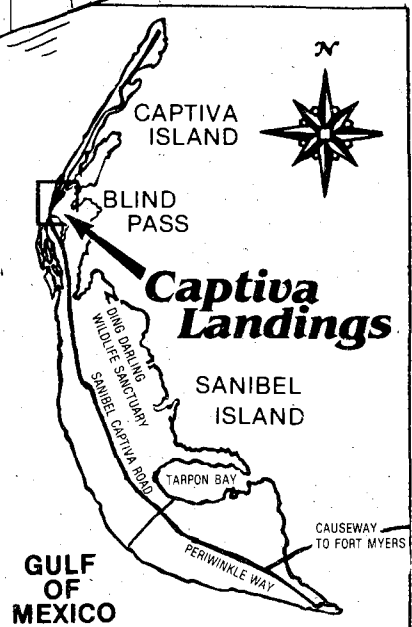 N
CAPTIVA
ISLAND
BLIND
PASS
Captiva
Landings
DING DARLING
WILDLIFE SANCTUARY
SANIBEL CAPTIVA ROAD
SANIBEL
ISLAND
TARPON BAY
CAUSEWAY
TO FORT MYERS
PERIWINKLE WAY
GULF
OF
MEXICO